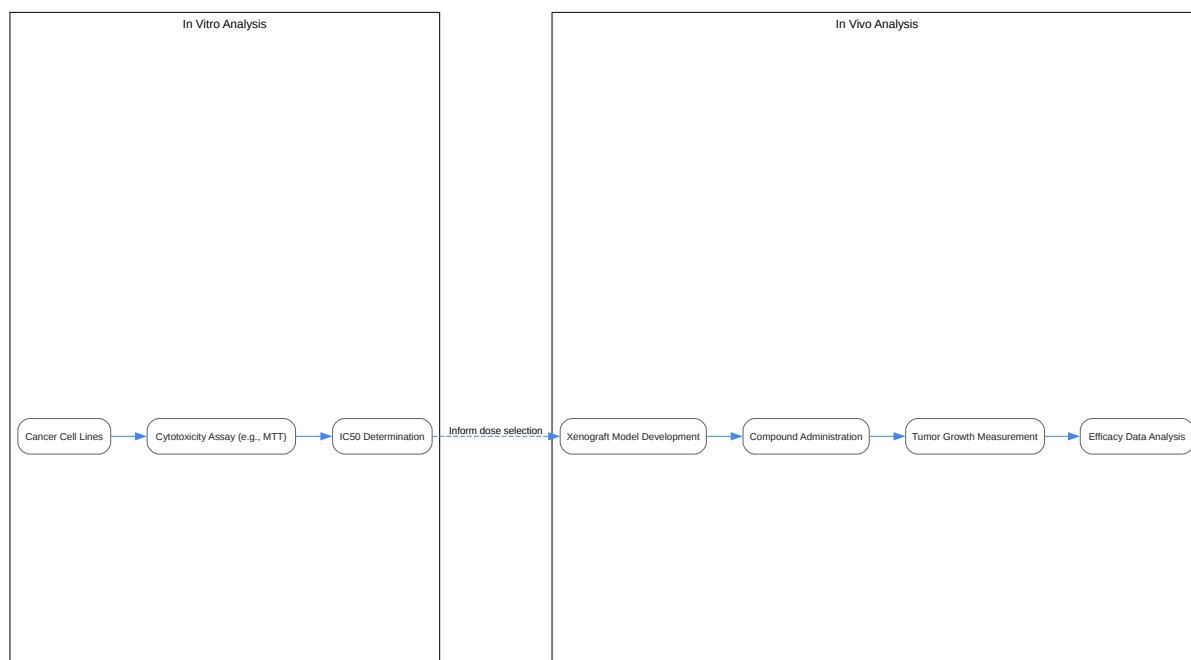 In Vitro Analysis
In Vivo Analysis
Cancer Cell Lines
Cytotoxicity Assay (e.g., MTT)
IC50 Determination
Inform dose selection
Xenograft Model Development
Compound Administration
Tumor Growth Measurement
Efficacy Data Analysis